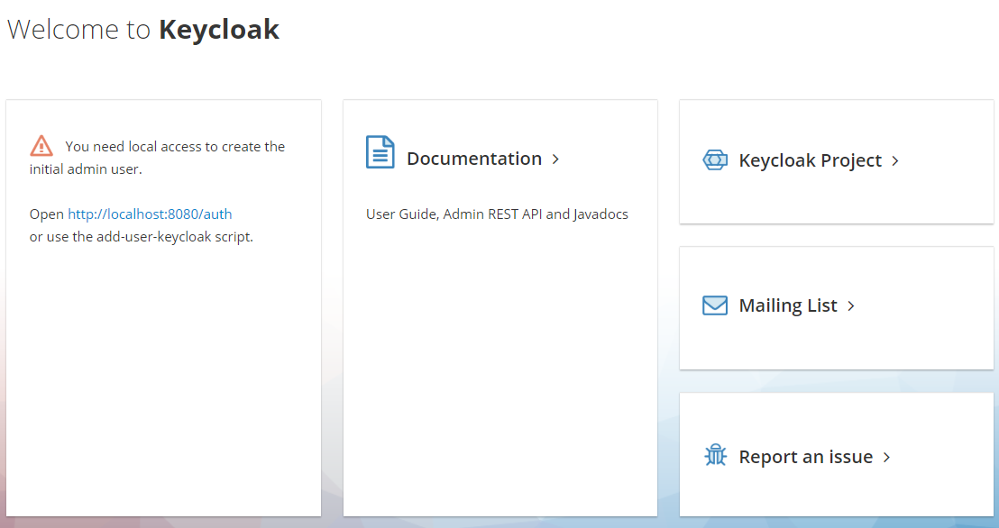 Welcome to Keycloak
You need local access to create the
initial admin user.
Open http://localhost:8080/auth
or use the add-user-keycloak script.
Documentation
User Guide, Admin REST API and Javadocs
Keycloak Project
Mailing List
Report an issue